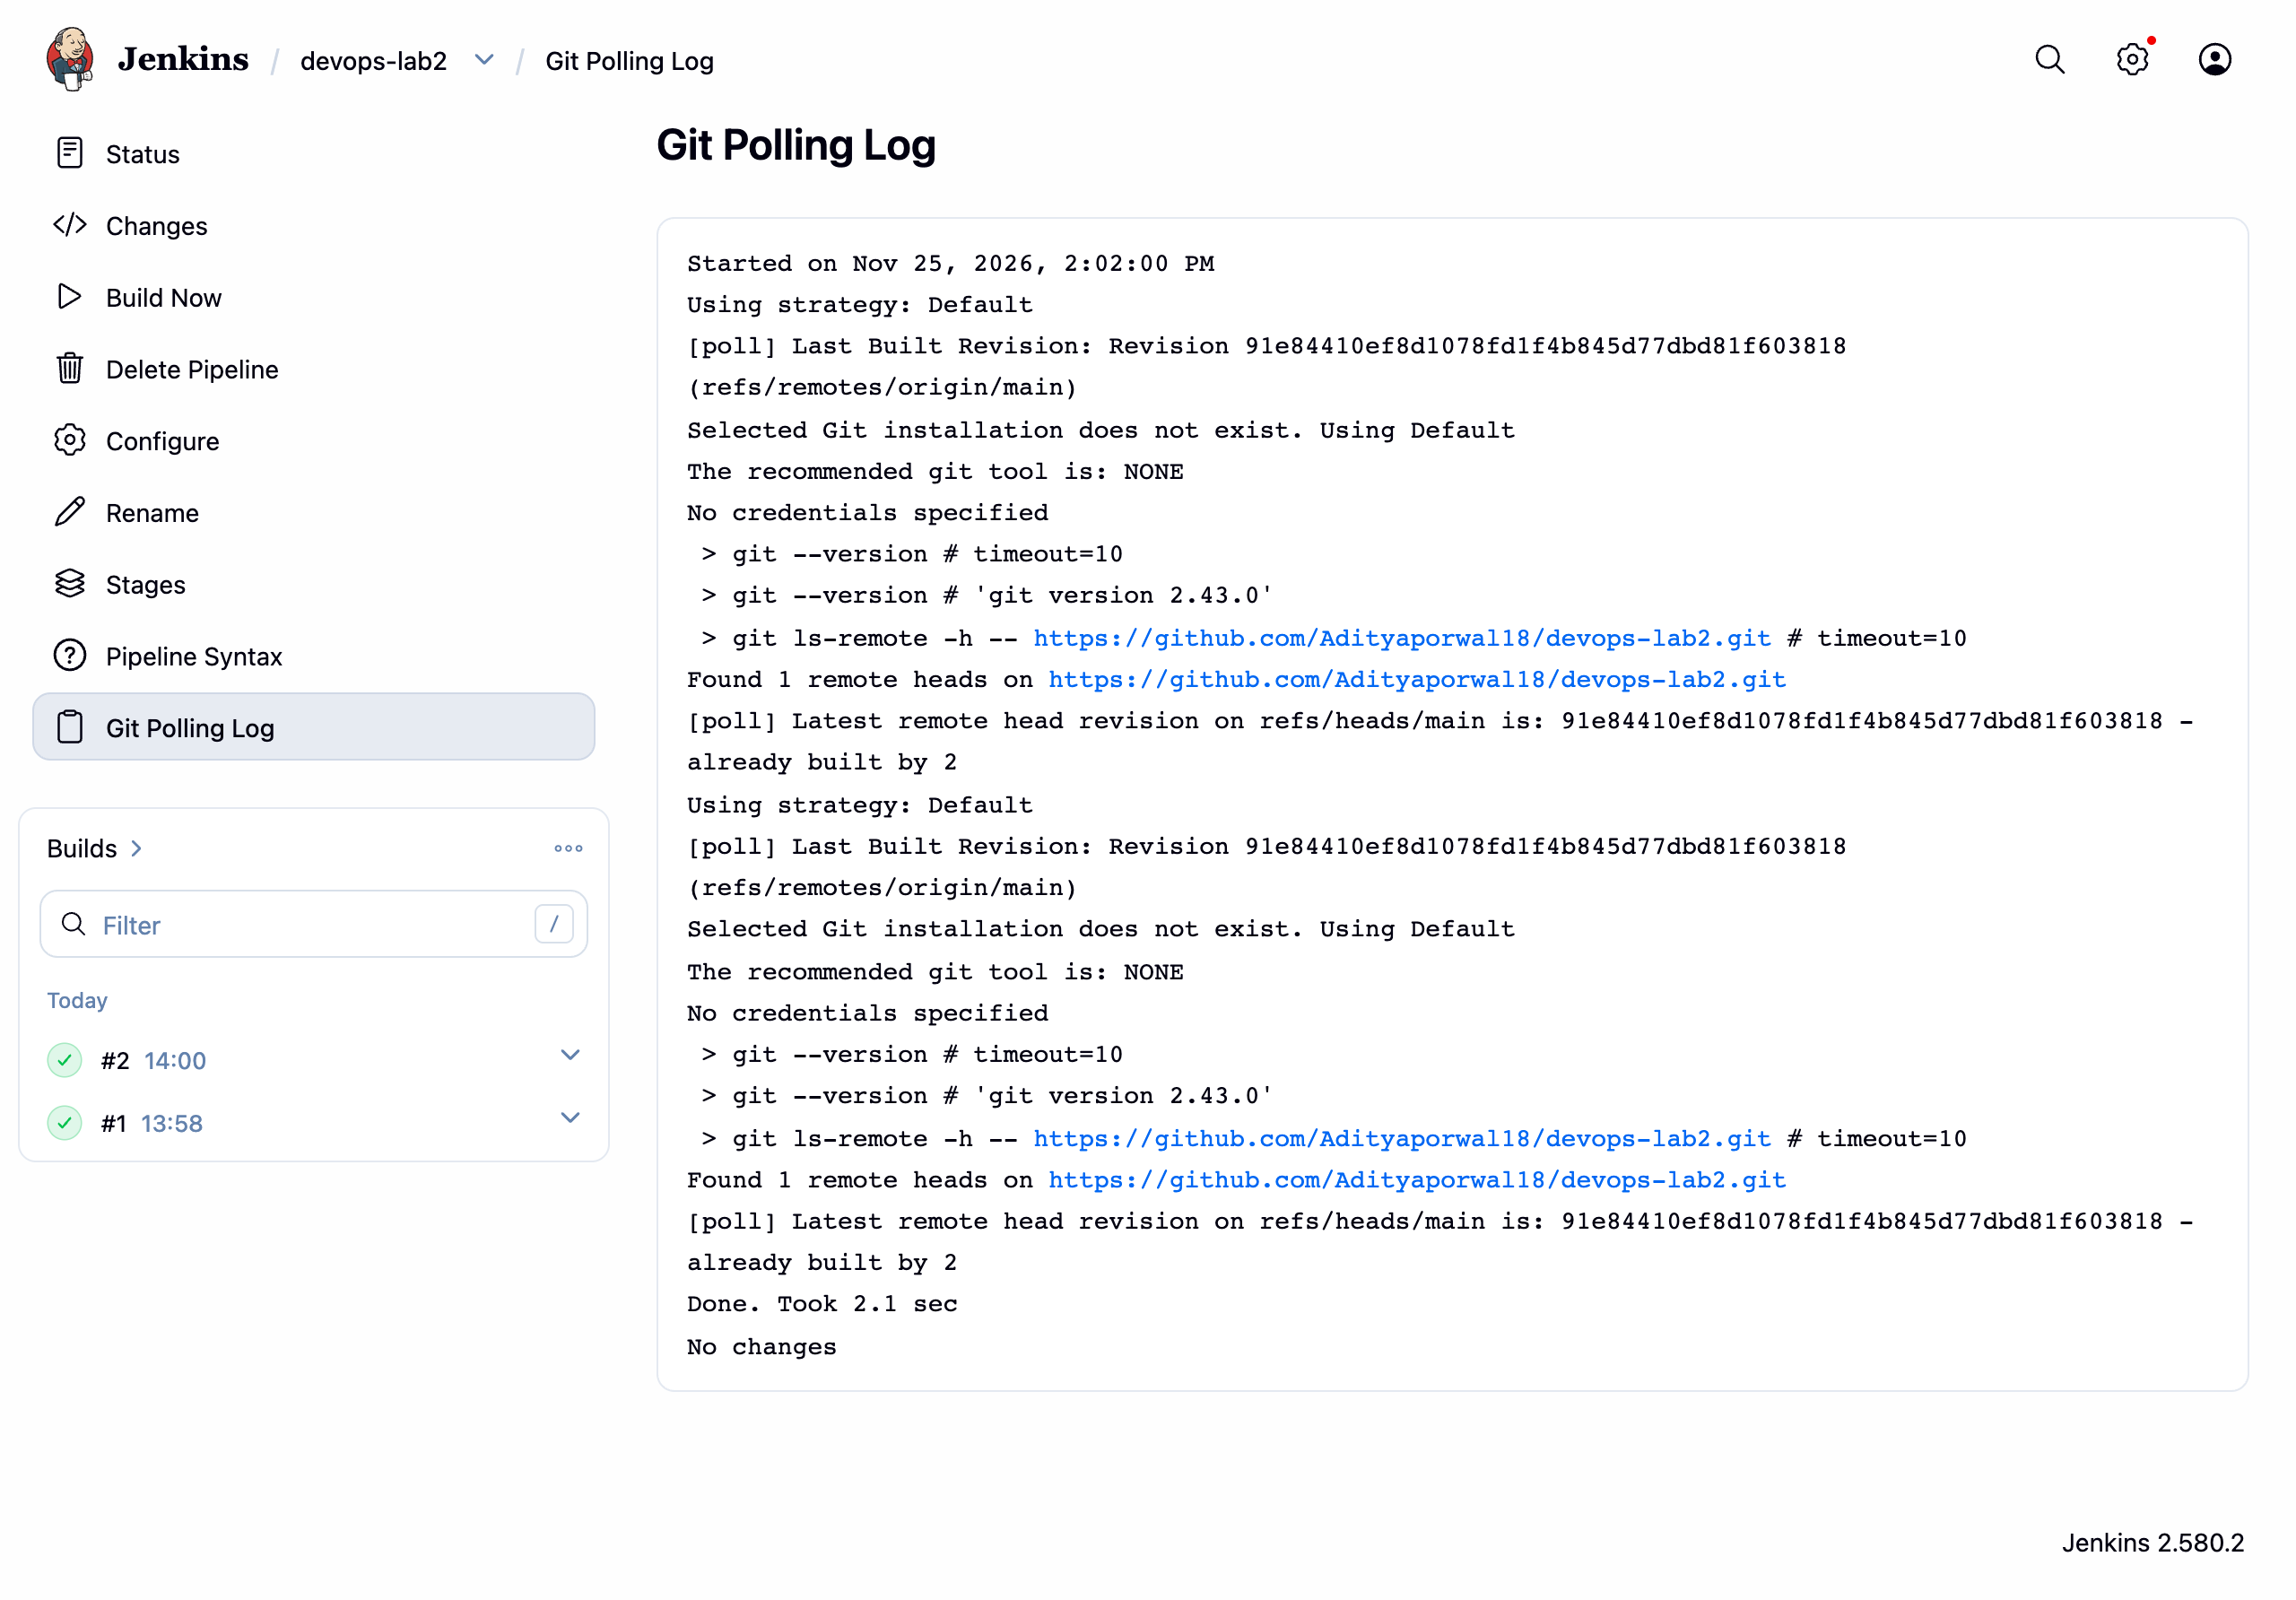 Jenkins / devops-lab2 / Git Polling Log
Status
Changes
Build Now
Delete Pipeline
Configure
Rename
Stages
Pipeline Syntax
Git Polling Log
Builds
Filter /
Today
#2 14:00
#1 13:58
Git Polling Log
Started on Nov 25, 2026, 2:02:00 PM
Using strategy: Default
[poll] Last Built Revision: Revision 91e84410ef8d1078fd1f4b845d77dbd81f603818
(refs/remotes/origin/main)
Selected Git installation does not exist. Using Default
The recommended git tool is: NONE
No credentials specified
 > git --version # timeout=10
 > git --version # 'git version 2.43.0'
 > git ls-remote -h -- https://github.com/Adityaporwal18/devops-lab2.git # timeout=10
Found 1 remote heads on https://github.com/Adityaporwal18/devops-lab2.git
[poll] Latest remote head revision on refs/heads/main is: 91e84410ef8d1078fd1f4b845d77dbd81f603818 -
already built by 2
Using strategy: Default
[poll] Last Built Revision: Revision 91e84410ef8d1078fd1f4b845d77dbd81f603818
(refs/remotes/origin/main)
Selected Git installation does not exist. Using Default
The recommended git tool is: NONE
No credentials specified
 > git --version # timeout=10
 > git --version # 'git version 2.43.0'
 > git ls-remote -h -- https://github.com/Adityaporwal18/devops-lab2.git # timeout=10
Found 1 remote heads on https://github.com/Adityaporwal18/devops-lab2.git
[poll] Latest remote head revision on refs/heads/main is: 91e84410ef8d1078fd1f4b845d77dbd81f603818 -
already built by 2
Done. Took 2.1 sec
No changes
Jenkins 2.580.2